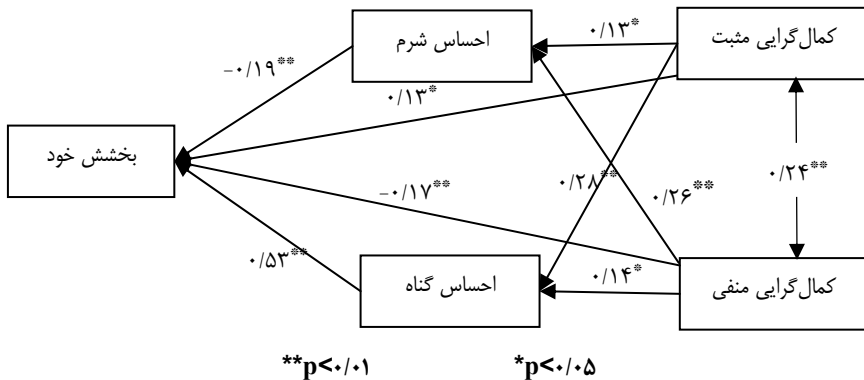 کمال‌گرایی مثبت
۰/۱۳*
احساس شرم
-۰/۱۹**
۰/۱۳*
بخشش خود
۰/۲۴**
-۰/۱۷**
۰/۲۸**
۰/۲۶**
۰/۵۳**
کمال‌گرایی منفی
۰/۱۴*
احساس گناه
**p<۰/۰۱ *p<۰/۰۵